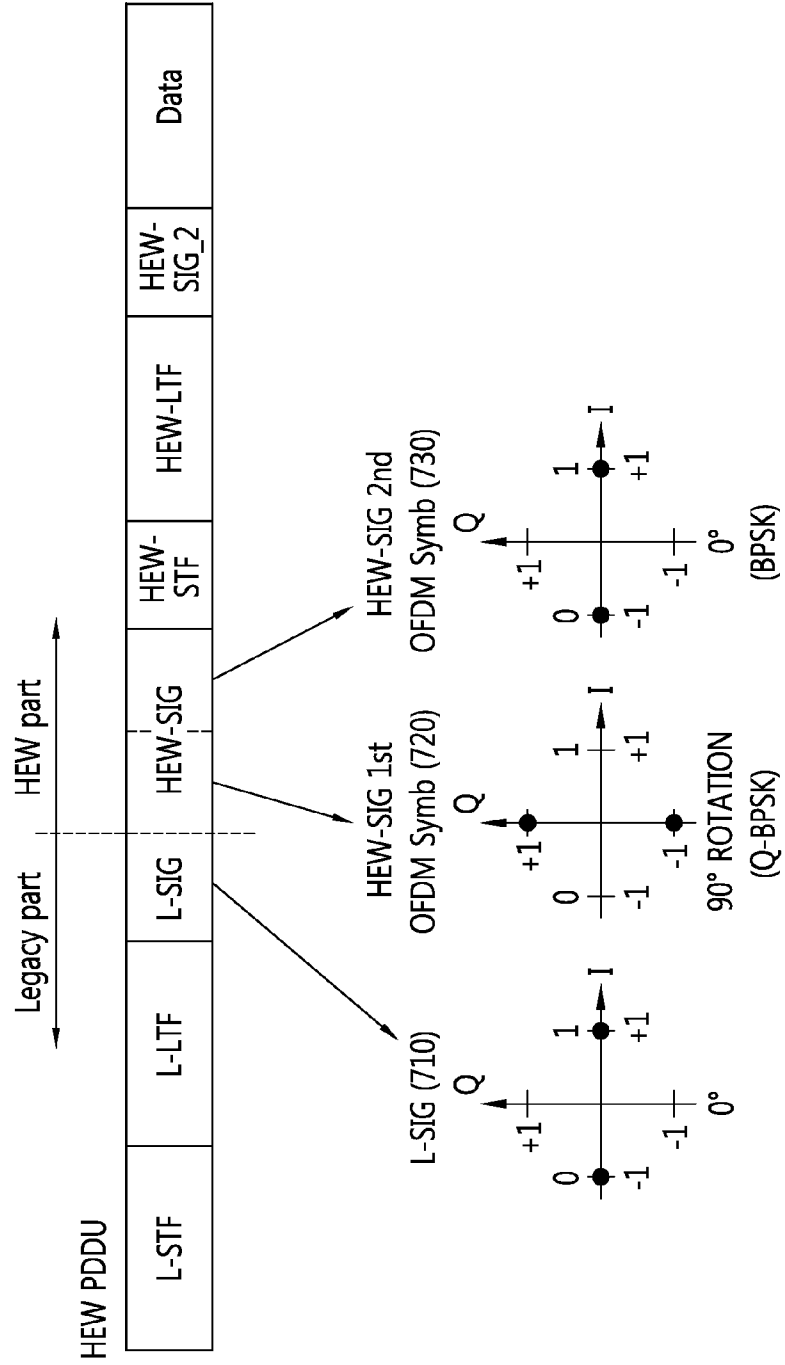 HEW PDDU
Legacy part
HEW part
L-STF
L-LTF
L-SIG
HEW-SIG
HEW-
STF
HEW-LTF
HEW-
SIG_2
Data
L-SIG (710)
Q
+1
0
1
I
-1
+1
-1
0°
HEW-SIG 1st
OFDM Symb (720)
Q
+1
0
1
I
-1
+1
-1
90° ROTATION
(Q-BPSK)
HEW-SIG 2nd
OFDM Symb (730)
Q
+1
0
1
I
-1
+1
-1
0°
(BPSK)